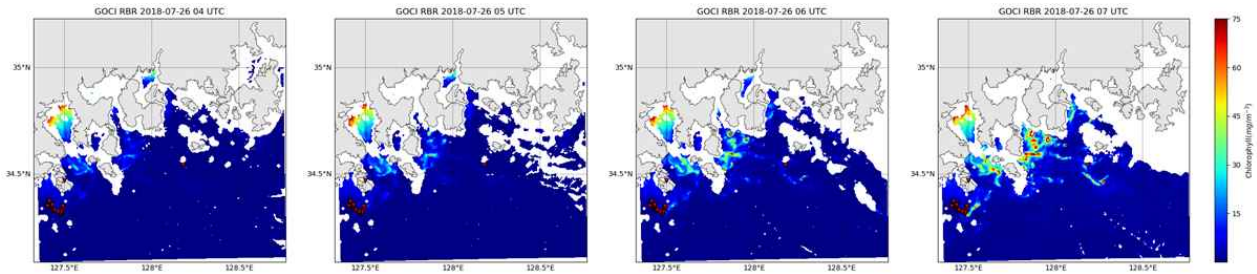 GOCI RBR 2018-07-26 04 UTC
GOCI RBR 2018-07-26 05 UTC
GOCI RBR 2018-07-26 06 UTC
GOCI RBR 2018-07-26 07 UTC
35°N
34.5°N
127.5°E
128°E
128.5°E
35°N
34.5°N
127.5°E
128°E
128.5°E
35°N
34.5°N
127.5°E
128°E
128.5°E
35°N
34.5°N
127.5°E
128°E
128.5°E
75
60
45
30
15
Chlorophyll(mg/m⁻³)